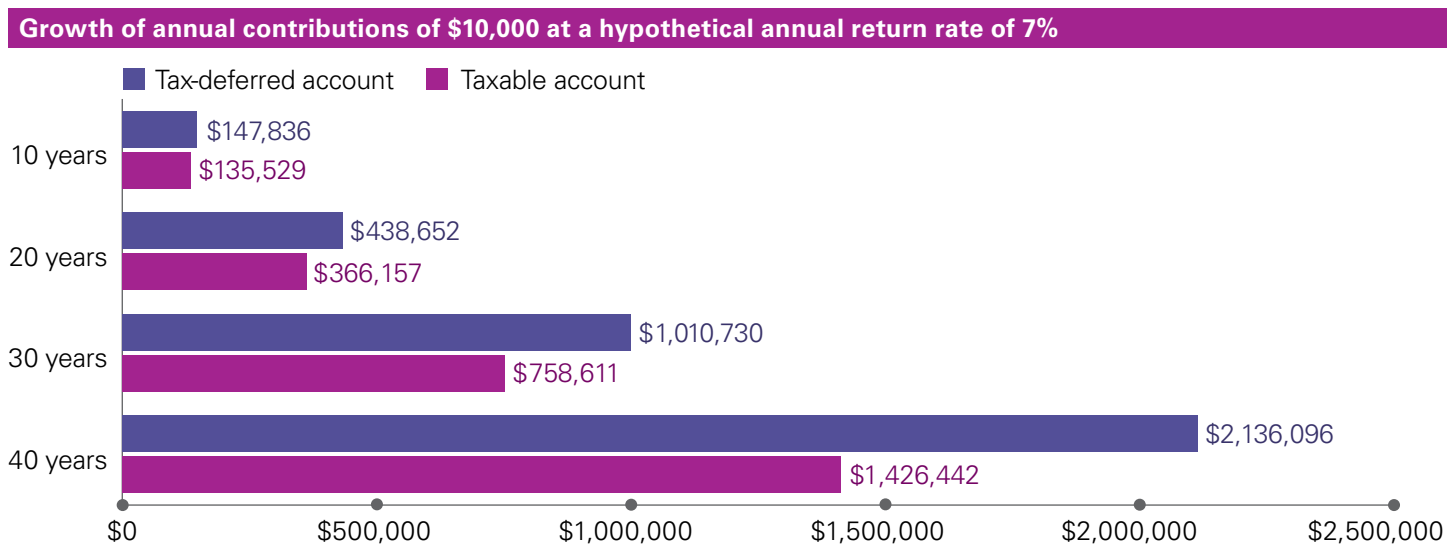 Growth of annual contributions of $10,000 at a hypothetical annual return rate of 7%
Tax-deferred account Taxable account
10 years
$147,836
$135,529
20 years
$438,652
$366,157
30 years
$1,010,730
$758,611
40 years
$2,136,096
$1,426,442
$0 $500,000 $1,000,000 $1,500,000 $2,000,000 $2,500,000